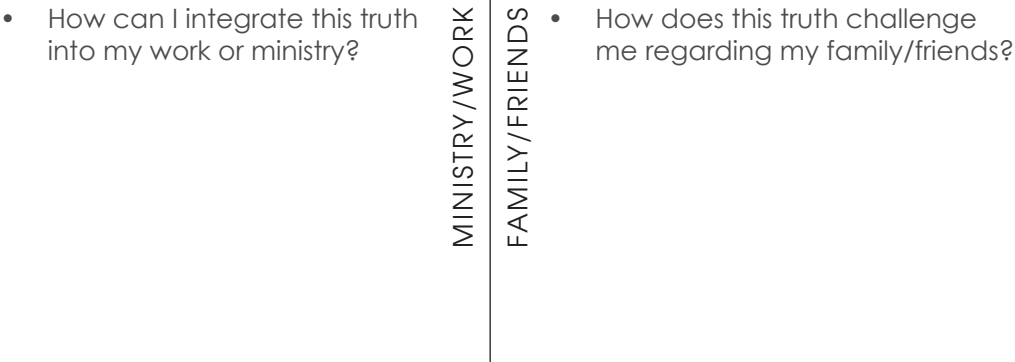 • How can I integrate this truth
into my work or ministry?
MINISTRY/WORK
FAMILY/FRIENDS
• How does this truth challenge
me regarding my family/friends?